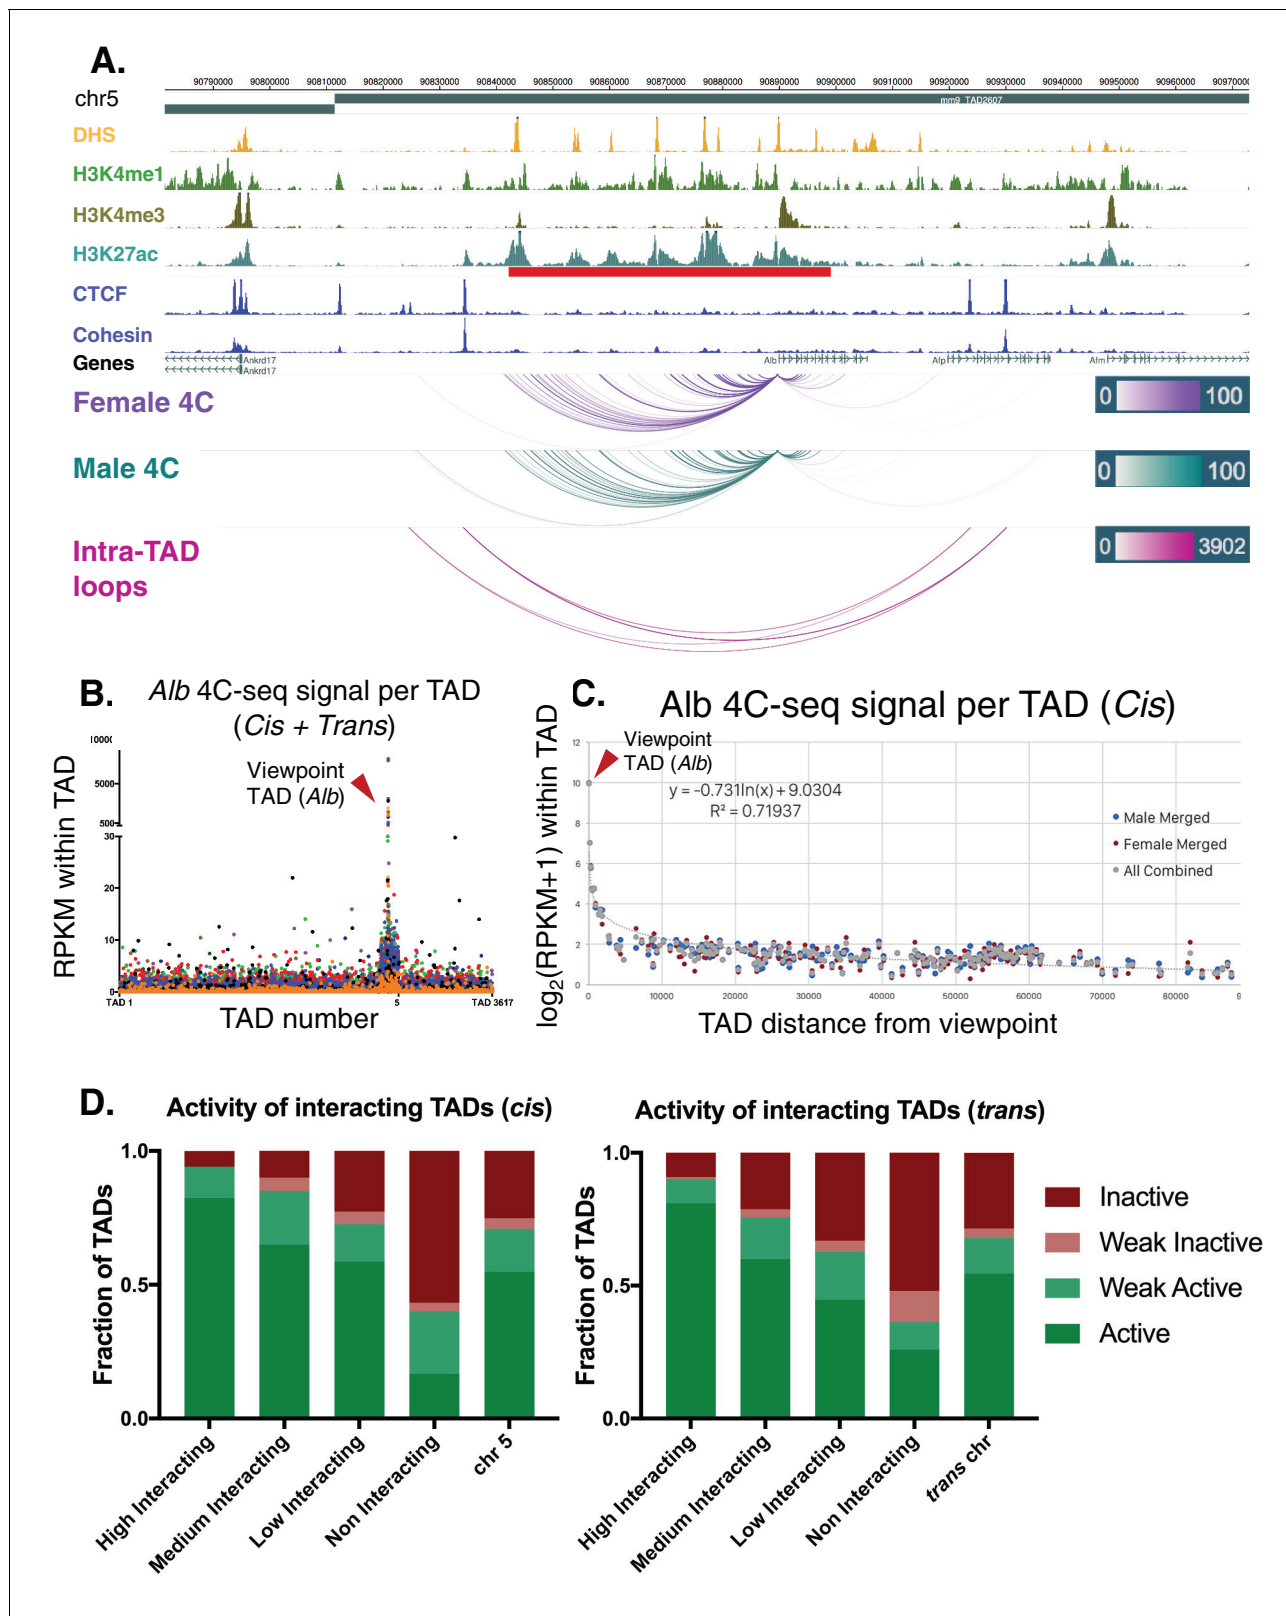 A.
90790000 90800000 90810000 90820000 90830000 90840000 90850000 90860000 90870000 90880000 90890000 90900000 90910000 90920000 90930000 90940000 90950000 90960000 9097000
chr5
mm9_TAD2607
DHS
H3K4me1
H3K4me3
H3K27ac
CTCF
Cohesin
Genes
Ankrd17
Ankrd17
Alb
Afp
Afm
Female 4C
0 100
Male 4C
0 100
Intra-TAD
loops
0 3902
B.
Alb 4C-seq signal per TAD
(Cis + Trans)
RPKM within TAD
1000
5000
500
30
20
10
0
Viewpoint
TAD (Alb)
TAD 1
5
TAD 3617
TAD number
C.
Alb 4C-seq signal per TAD (Cis)
log2(RPKM+1) within TAD
12
10
8
6
4
2
0
Viewpoint
TAD (Alb)
y = -0.731ln(x) + 9.0304
R² = 0.71937
Male Merged
Female Merged
All Combined
0 10000 20000 30000 40000 50000 60000 70000 80000 9
TAD distance from viewpoint
D.
Activity of interacting TADs (cis)
Fraction of TADs
1.0
0.5
0.0
High Interacting
Medium Interacting
Low Interacting
Non Interacting
chr 5
Activity of interacting TADs (trans)
Fraction of TADs
1.0
0.5
0.0
High Interacting
Medium Interacting
Low Interacting
Non Interacting
trans chr
Inactive
Weak Inactive
Weak Active
Active